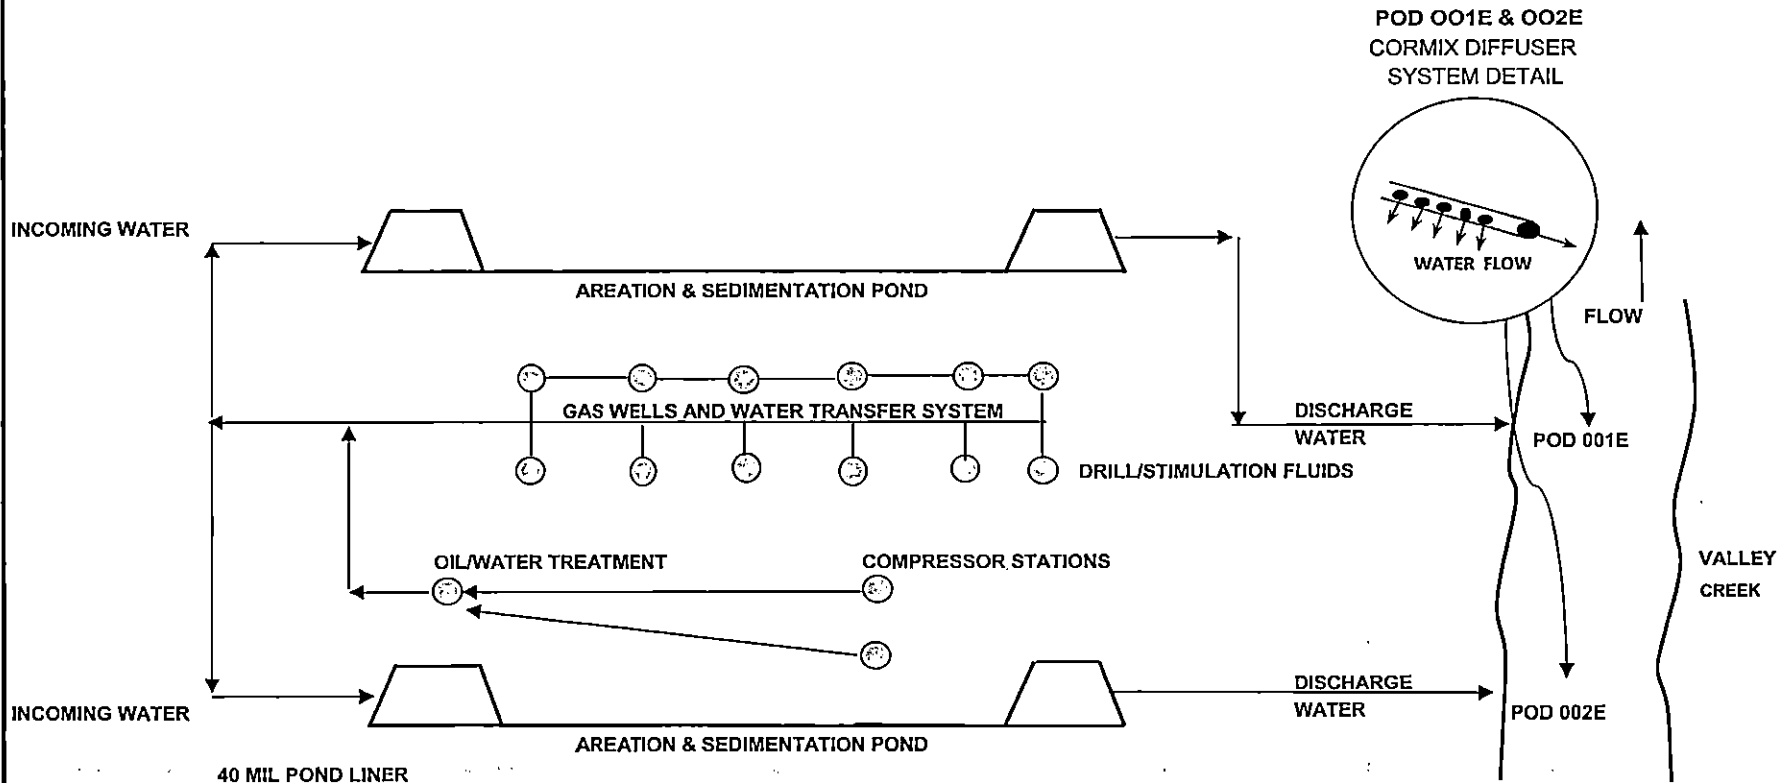 POD OO1E & OO2E
CORMIX DIFFUSER
SYSTEM DETAIL
INCOMING WATER
WATER FLOW
AREATION & SEDIMENTATION POND
FLOW
GAS WELLS AND WATER TRANSFER SYSTEM
DISCHARGE
WATER
POD 001E
DRILL/STIMULATION FLUIDS
OIL/WATER TREATMENT
COMPRESSOR STATIONS
VALLEY
CREEK
DISCHARGE
WATER
INCOMING WATER
POD 002E
AREATION & SEDIMENTATION POND
40 MIL POND LINER